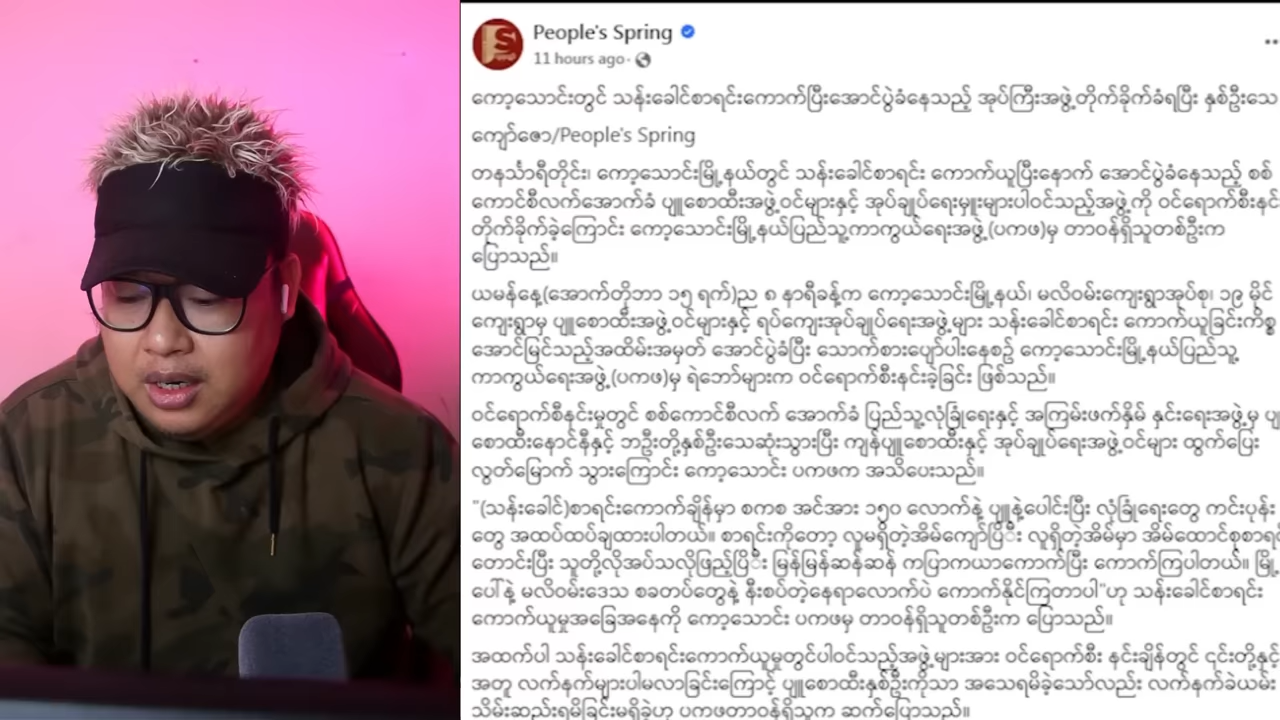 People's Spring
11 hours ago
ကော့သောင်းတွင် သန်းခေါင်စာရင်းကောက်ပြီးအောင်ပွဲခံနေသည့် အုပ်ကြီးအဖွဲ့တိုက်ခိုက်ခံရပြီး နှစ်ဦးသေ
ကျော်ဇော/People's Spring
တနင်္သာရီတိုင်း၊ ကော့သောင်းမြို့နယ်တွင် သန်းခေါင်စာရင်း ကောက်ယူပြီးနောက် အောင်ပွဲခံနေသည့် စစ်
ကောင်စီလက်အောက်ခံ ပျူစောထီးအဖွဲ့ဝင်များနှင့် အုပ်ချုပ်ရေးမှူးများပါဝင်သည့်အဖွဲ့ကို ဝင်ရောက်စီးနင်း
တိုက်ခိုက်ခဲ့ကြောင်း ကော့သောင်းမြို့နယ်ပြည်သူ့ကာကွယ်ရေးအဖွဲ့(ပကဖ)မှ တာဝန်ရှိသူတစ်ဦးက
ပြောသည်။
ယမန်နေ့(အောက်တိုဘာ ၁၅ ရက်)ည ၈ နာရီခန့်က ကော့သောင်းမြို့နယ်၊ မလိဝမ်းကျေးရွာအုပ်စု၊ ၁၉ မိုင်
ကျေးရွာမှ ပျူစောထီးအဖွဲ့ဝင်များနှင့် ရပ်ကျေးအုပ်ချုပ်ရေးအဖွဲ့များ သန်းခေါင်စာရင်း ကောက်ယူခြင်းကိစ္စ
အောင်မြင်သည့်အထိမ်းအမှတ် အောင်ပွဲခံပြီး သောက်စားပျော်ပါးနေစဉ် ကော့သောင်းမြို့နယ်ပြည်သူ့
ကာကွယ်ရေးအဖွဲ့(ပကဖ)မှ ရဲဘော်များက ဝင်ရောက်စီးနင်းခဲ့ခြင်း ဖြစ်သည်။
ဝင်ရောက်စီနင်းမှုတွင် စစ်ကောင်စီလက် အောက်ခံ ပြည်သူ့လုံခြုံရေးနှင့် အကြမ်းဖက်နှိမ် နှင်းရေးအဖွဲ့မှ ပျူ
စောထီးနောင်နီနှင့် ဘဦးတို့နှစ်ဦးသေဆုံးသွားပြီး ကျန်ပျူစောထီးနှင့် အုပ်ချုပ်ရေးအဖွဲ့ဝင်များ ထွက်ပြေး
လွတ်မြောက် သွားကြောင်း ကော့သောင်း ပကဖက အသိပေးသည်။
"(သန်းခေါင်)စာရင်းကောက်ချိန်မှာ စကစ အင်အား ၁၅၀ လောက်နဲ့ ပျူနဲ့ပေါင်းပြီး လုံခြုံရေးတွေ ကင်းပုန်း
တွေ အထပ်ထပ်ချထားပါတယ်။ စာရင်းကိုတော့ လူမရှိတဲ့အိမ်ကျော်ပြီး လူရှိတဲ့အိမ်မှာ အိမ်ထောင်စုစာရင်း
တောင်းပြီး သူတို့လိုအပ်သလိုဖြည့်ပြီး မြန်မြန်ဆန်ဆန် ကပြာကယာကောက်ပြီး ကောက်ကြပါတယ်။ မြို့
ပေါ်နဲ့ မလိဝမ်းဒေသ စခတပ်တွေနဲ့ နီးစပ်တဲ့နေရာလောက်ပဲ ကောက်နိုင်ကြတာပါ"ဟု သန်းခေါင်စာရင်း
ကောက်ယူမှုအခြေအနေကို ကော့သောင်း ပကဖမှ တာဝန်ရှိသူတစ်ဦးက ပြောသည်။
အထက်ပါ သန်းခေါင်စာရင်းကောက်ယူမှုတွင်ပါဝင်သည့်အဖွဲ့များအား ဝင်ရောက်စီး နင်းချိန်တွင် ၎င်းတို့နှင့်
အတူ လက်နက်များပါမလာခြင်းကြောင့် ပျူစောထီးနှစ်ဦးကိုသာ အသေရမိခဲ့သော်လည်း လက်နက်ခဲယမ်း
သိမ်းဆည်းရမိခြင်းမရှိခဲ့ဟု ပကဖတာဝန်ရှိသူက ဆက်ပြောသည်။